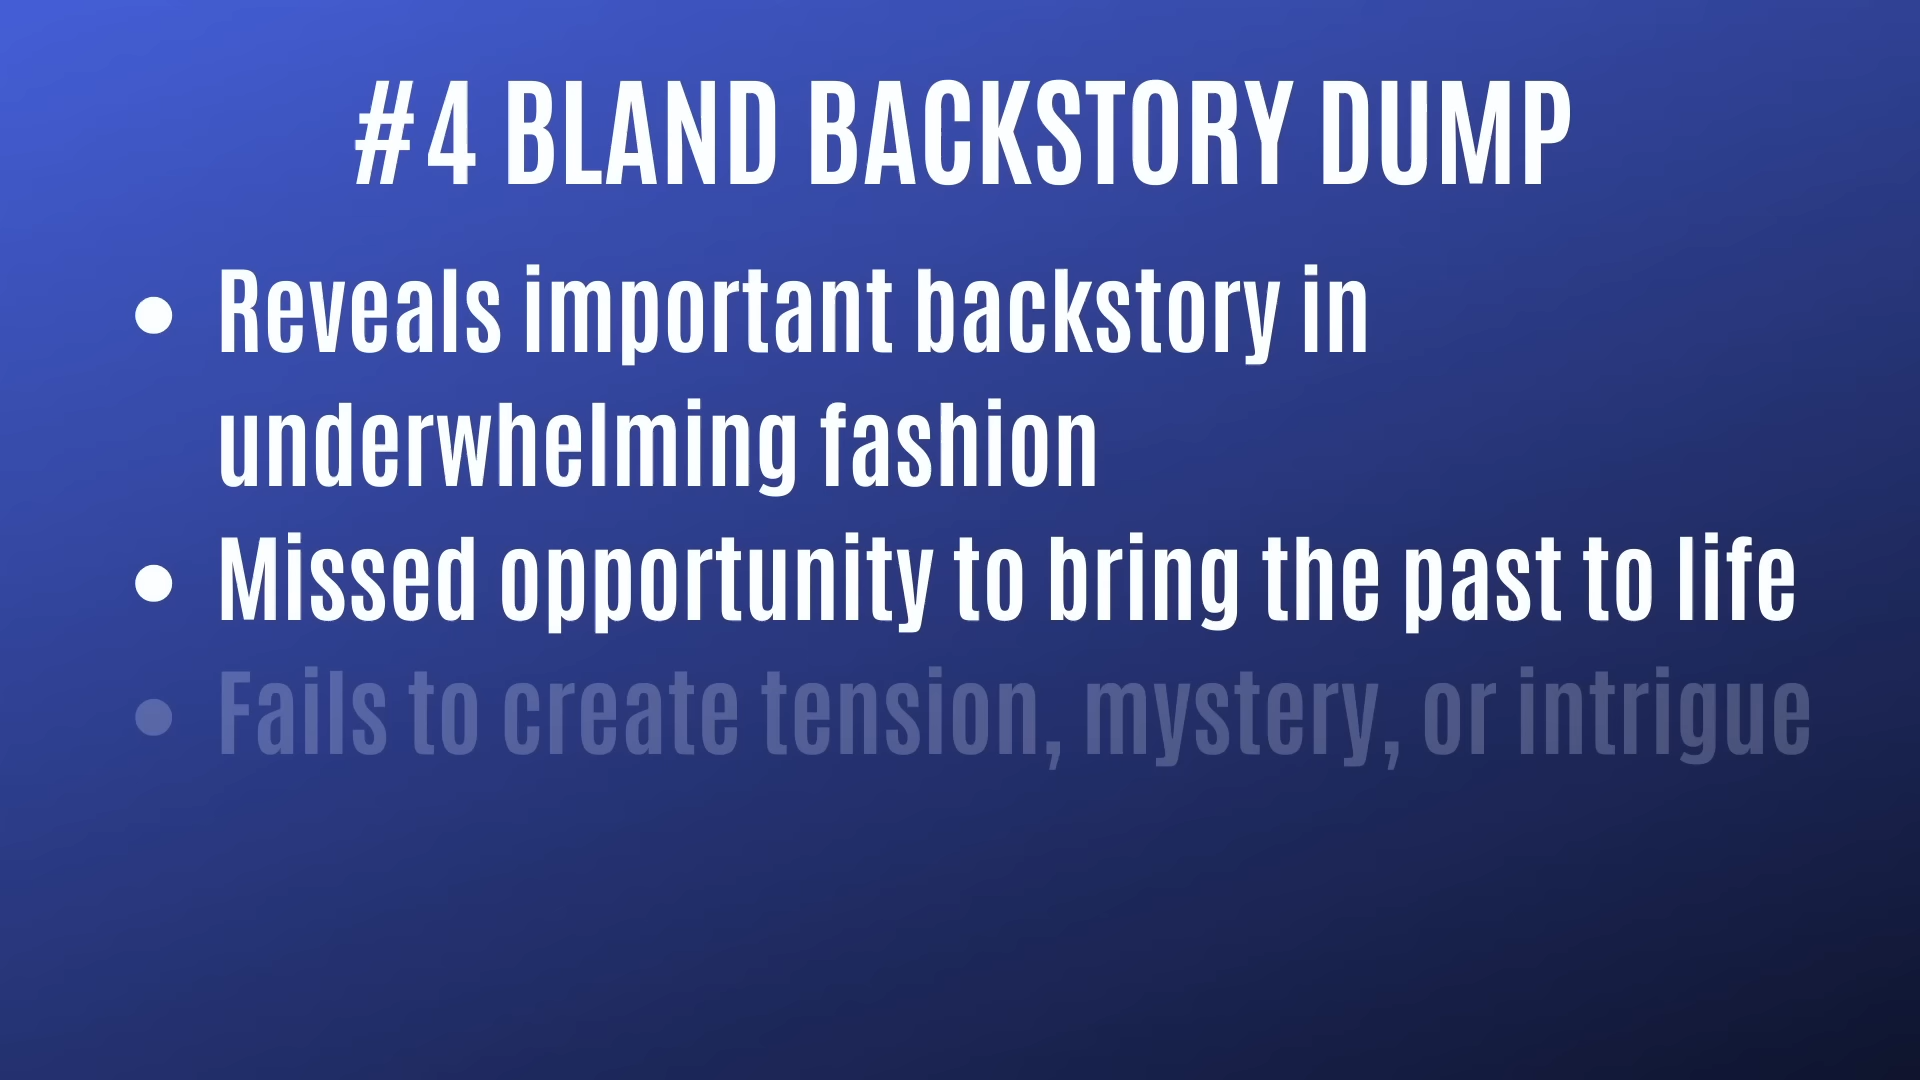 #4 BLAND BACKSTORY DUMP
• Reveals important backstory in
underwhelming fashion
• Missed opportunity to bring the past to life
• Fails to create tension, mystery, or intrigue